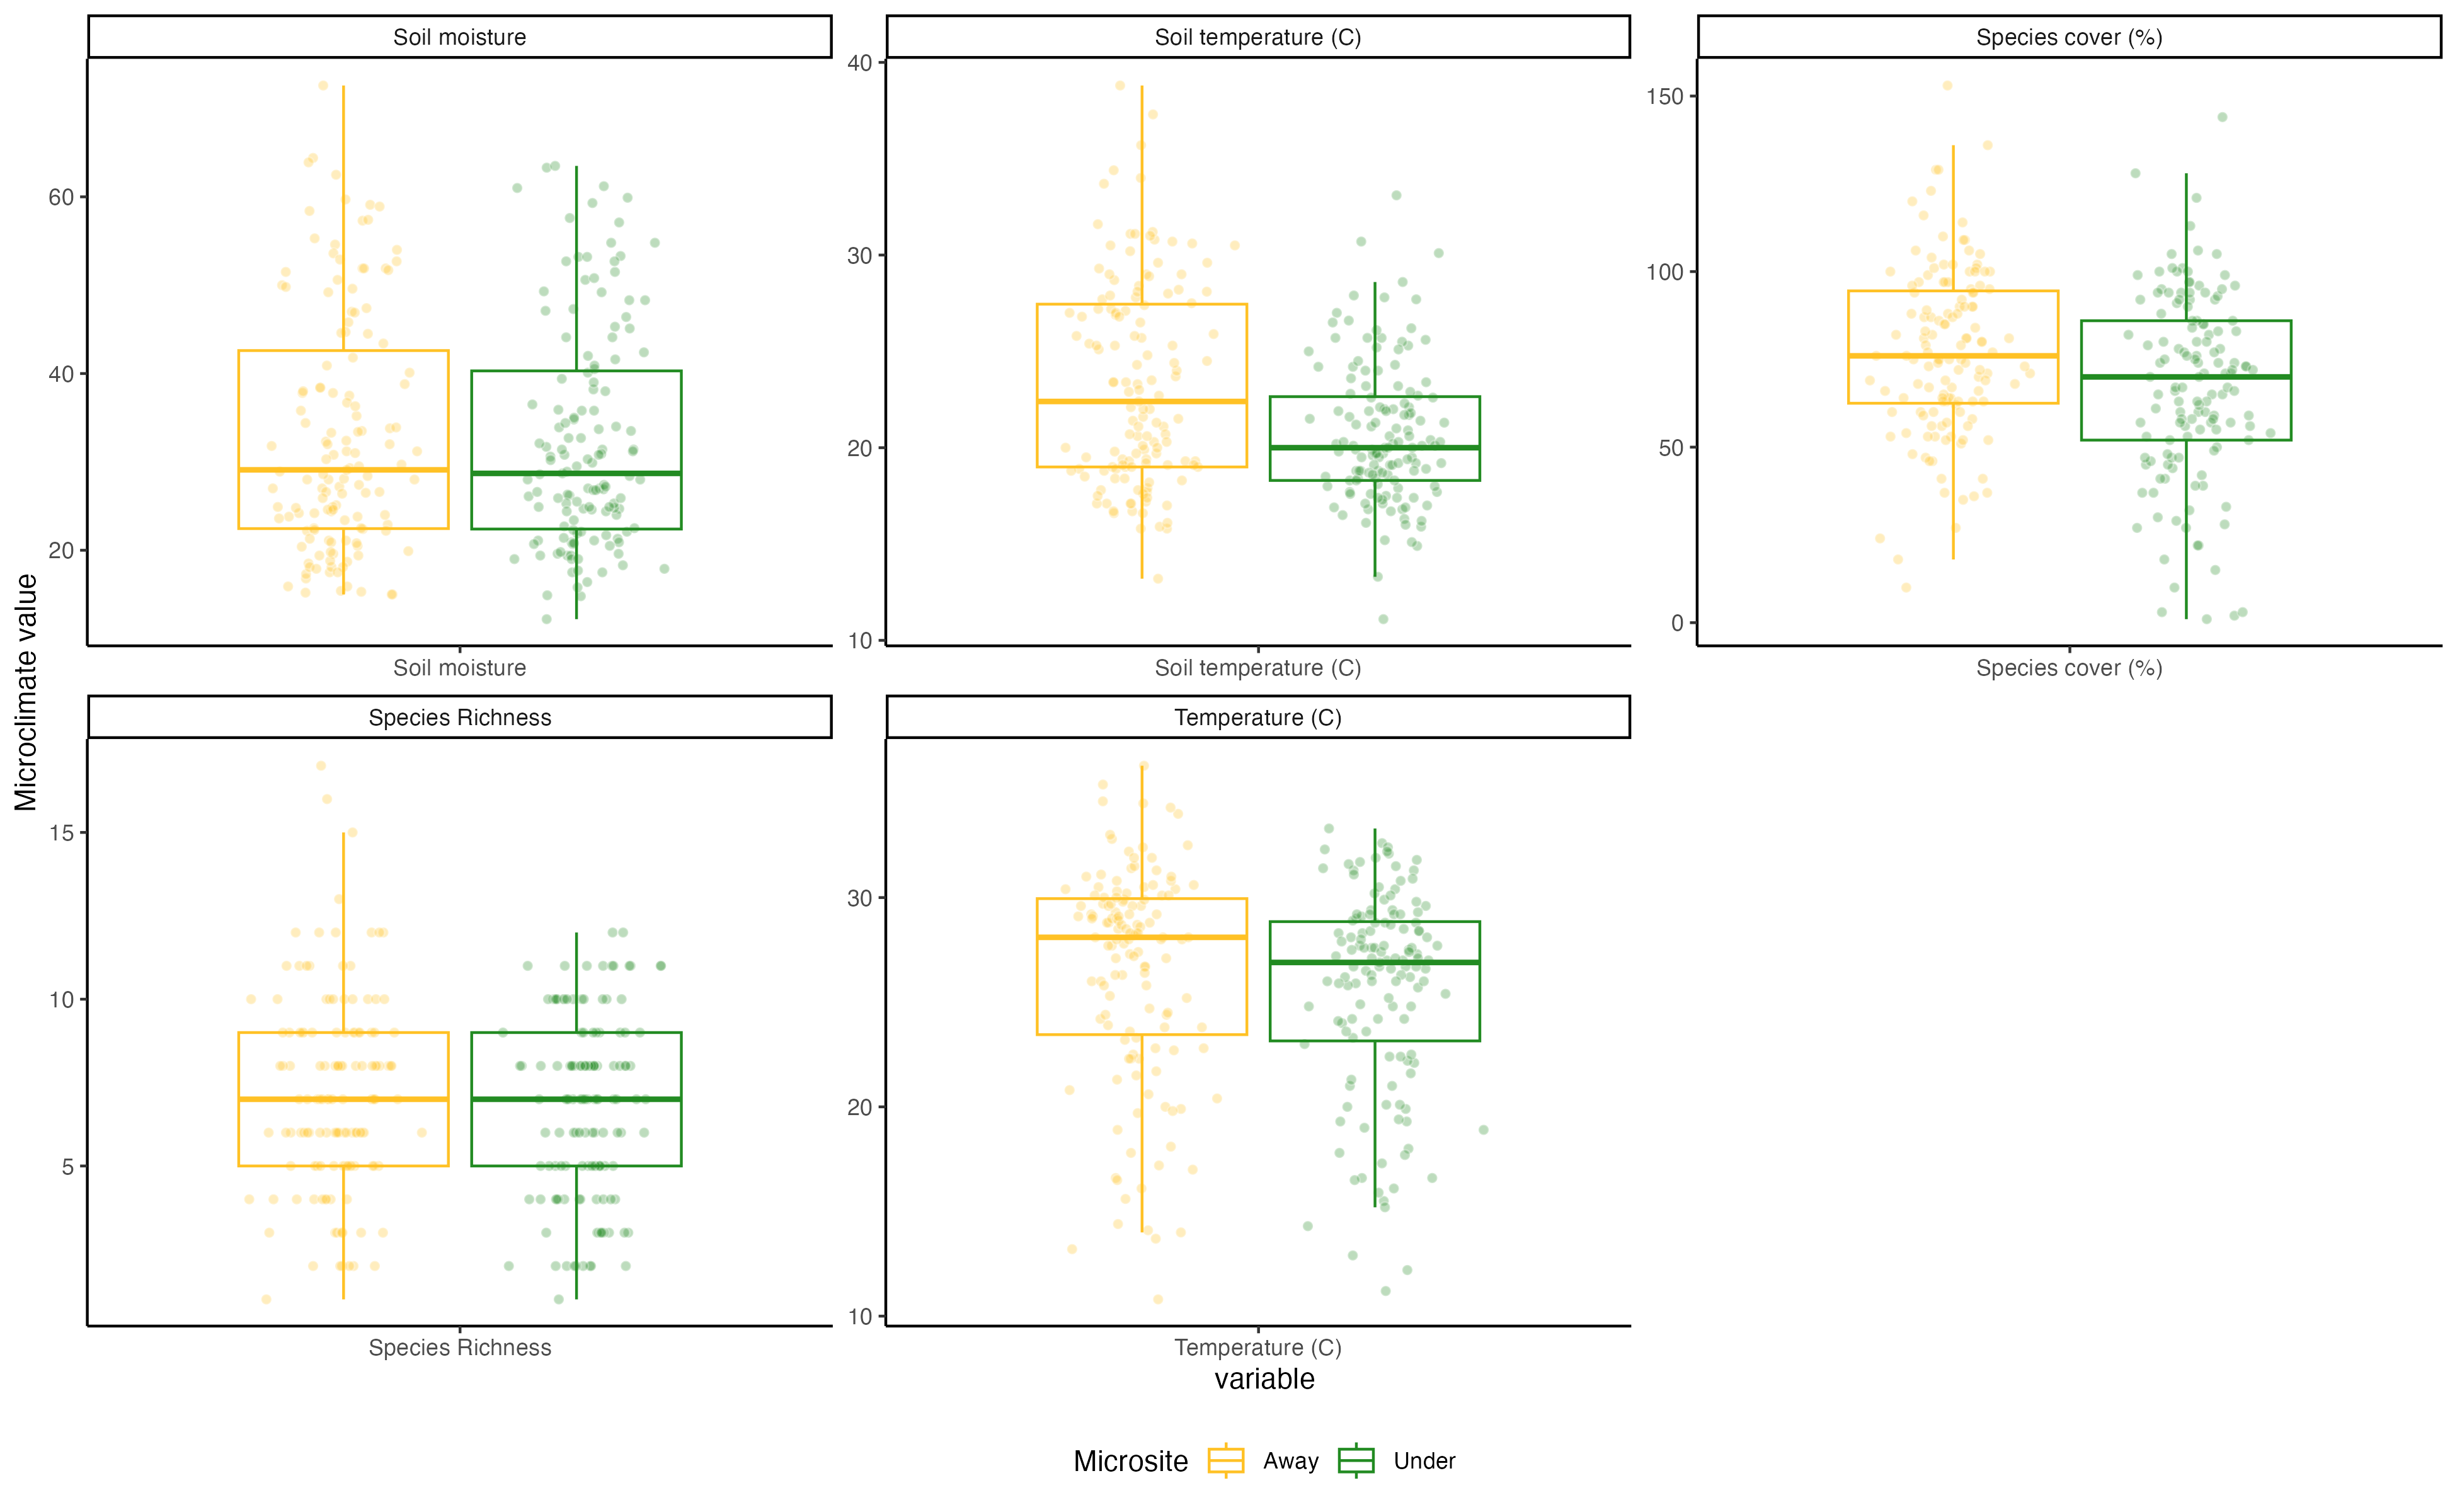 Soil moisture
Soil temperature (C)
Species cover (%)
Microclimate value
60
40
20
Soil moisture
40
30
20
10
Soil temperature (C)
150
100
50
0
Species cover (%)
Species Richness
Temperature (C)
15
10
5
Species Richness
30
20
10
Temperature (C)
variable
Microsite Away Under